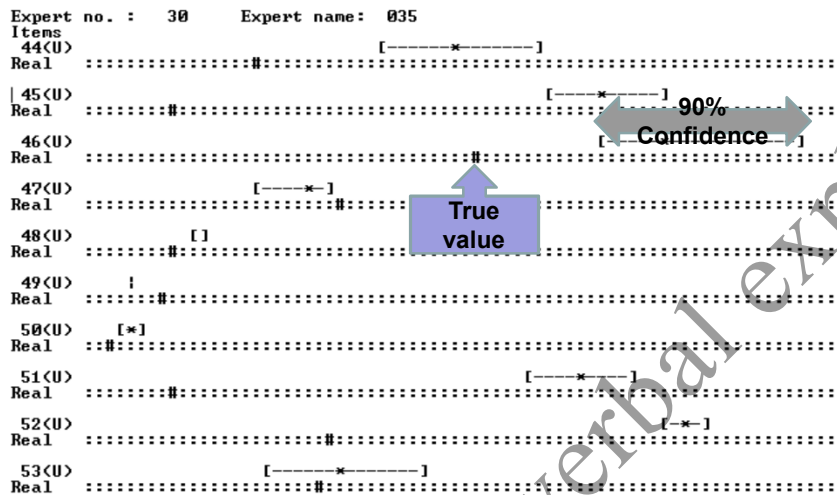 Expert no. : 30 Expert name: 035
Items
44(U) [-------*--------]
Real ::::::::::::::::#:::::::::::::::::::::::::::::::::::::::::::::::::::::::
45(U) [----*-----]
Real ::::::::#:::::::::::::::::::::::::::::::::::::::::::::::::::::::::::::::
90%
Confidence
46(U) [ ]
Real :::::::::::::::::::::::::::::::::::::#::::::::::::::::::::::::::::::::::
47(U) [----*-]
Real ::::::::::::::::::::::::#:::::::::::::::::::::::::::::::::::::::::::::::
True
value
48(U) []
Real ::::::::#:::::::::::::::::::::::::::::::::::::::::::::::::::::::::::::::
49(U) ¦
Real :::::::#::::::::::::::::::::::::::::::::::::::::::::::::::::::::::::::::
50(U) [*]
Real ::#:::::::::::::::::::::::::::::::::::::::::::::::::::::::::::::::::::::
51(U) [----*----]
Real ::::::::#:::::::::::::::::::::::::::::::::::::::::::::::::::::::::::::::
52(U) [-*-]
Real :::::::::::::::::::::::#::::::::::::::::::::::::::::::::::::::::::::::::
53(U) [------*-------]
Real ::::::::::::::::::::::#:::::::::::::::::::::::::::::::::::::::::::::::::
verbal